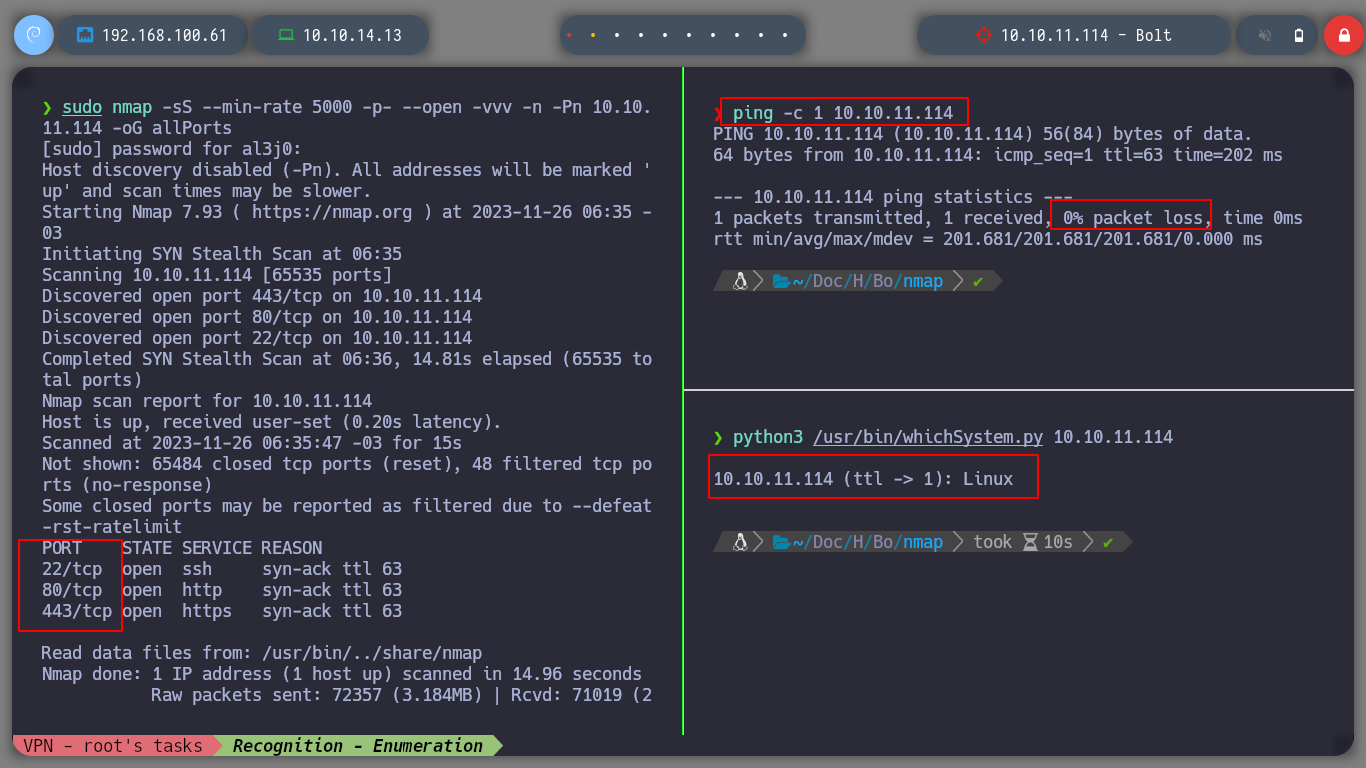 192.168.100.61
10.10.14.13
10.10.11.114 - Bolt
❯ sudo nmap -sS --min-rate 5000 -p- --open -vvv -n -Pn 10.10.
11.114 -oG allPorts
[sudo] password for al3j0:
Host discovery disabled (-Pn). All addresses will be marked '
up' and scan times may be slower.
Starting Nmap 7.93 ( https://nmap.org ) at 2023-11-26 06:35 -
03
Initiating SYN Stealth Scan at 06:35
Scanning 10.10.11.114 [65535 ports]
Discovered open port 443/tcp on 10.10.11.114
Discovered open port 80/tcp on 10.10.11.114
Discovered open port 22/tcp on 10.10.11.114
Completed SYN Stealth Scan at 06:36, 14.81s elapsed (65535 to
tal ports)
Nmap scan report for 10.10.11.114
Host is up, received user-set (0.20s latency).
Scanned at 2023-11-26 06:35:47 -03 for 15s
Not shown: 65484 closed tcp ports (reset), 48 filtered tcp po
rts (no-response)
Some closed ports may be reported as filtered due to --defeat
-rst-ratelimit
PORT    STATE SERVICE REASON
22/tcp  open  ssh     syn-ack ttl 63
80/tcp  open  http    syn-ack ttl 63
443/tcp open  https   syn-ack ttl 63
Read data files from: /usr/bin/../share/nmap
Nmap done: 1 IP address (1 host up) scanned in 14.96 seconds
Raw packets sent: 72357 (3.184MB) | Rcvd: 71019 (2
❯ ping -c 1 10.10.11.114
PING 10.10.11.114 (10.10.11.114) 56(84) bytes of data.
64 bytes from 10.10.11.114: icmp_seq=1 ttl=63 time=202 ms
--- 10.10.11.114 ping statistics ---
1 packets transmitted, 1 received, 0% packet loss, time 0ms
rtt min/avg/max/mdev = 201.681/201.681/201.681/0.000 ms
~/Doc/H/Bo/nmap ✔
❯ python3 /usr/bin/whichSystem.py 10.10.11.114
10.10.11.114 (ttl -> 1): Linux
~/Doc/H/Bo/nmap took 10s ✔
VPN - root's tasks
Recognition - Enumeration